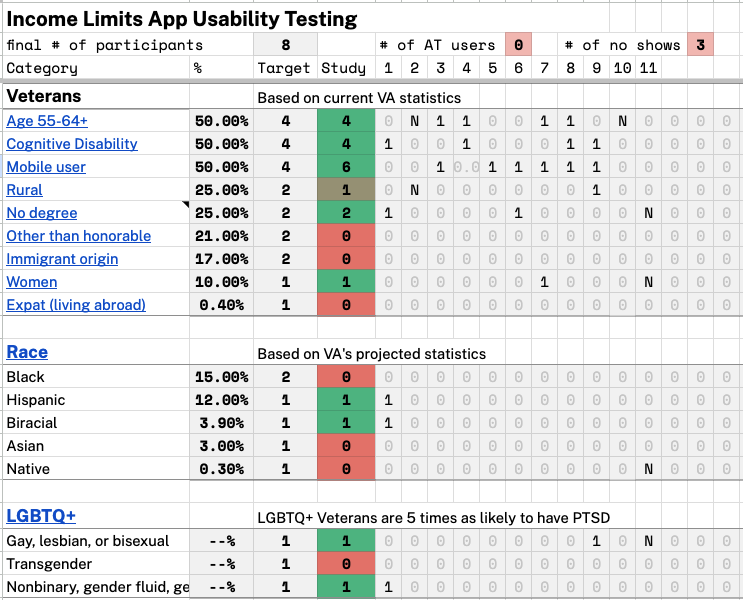 Income Limits App Usability Testing
final # of participants 8 # of AT users 0 # of no shows 3
Category % Target Study 1 2 3 4 5 6 7 8 9 10 11
Veterans Based on current VA statistics
Age 55-64+ 50.00% 4 4 0 N 1 1 0 0 1 1 0 N 0 0 0 0
Cognitive Disability 50.00% 4 4 1 0 0 1 0 0 0 1 1 0 0 0 0 0
Mobile user 50.00% 4 6 0 0 1 0.0 1 1 1 1 1 0 0 0 0 0
Rural 25.00% 2 1 0 N 0 0 0 0 0 0 1 0 0 0 0 0
No degree 25.00% 2 2 1 0 0 0 0 1 0 0 0 0 N 0 0 0
Other than honorable 21.00% 2 0 0 0 0 0 0 0 0 0 0 0 0 0 0 0
Immigrant origin 17.00% 2 0 0 0 0 0 0 0 0 0 0 0 0 0 0 0
Women 10.00% 1 1 0 0 0 0 0 0 1 0 0 0 N 0 0 0
Expat (living abroad) 0.40% 1 0 0 0 0 0 0 0 0 0 0 0 0 0 0 0
Race Based on VA's projected statistics
Black 15.00% 2 0 0 0 0 0 0 0 0 0 0 0 0 0 0 0
Hispanic 12.00% 1 1 1 0 0 0 0 0 0 0 0 0 0 0 0 0
Biracial 3.90% 1 1 1 0 0 0 0 0 0 0 0 0 0 0 0 0
Asian 3.00% 1 0 0 0 0 0 0 0 0 0 0 0 0 0 0 0
Native 0.30% 1 0 0 0 0 0 0 0 0 0 0 0 N 0 0 0
LGBTQ+ LGBTQ+ Veterans are 5 times as likely to have PTSD
Gay, lesbian, or bisexual --% 1 1 0 0 0 0 0 0 0 0 1 0 N 0 0 0
Transgender --% 1 0 0 0 0 0 0 0 0 0 0 0 0 0 0 0
Nonbinary, gender fluid, ge --% 1 1 1 0 0 0 0 0 0 0 0 0 0 0 0 0